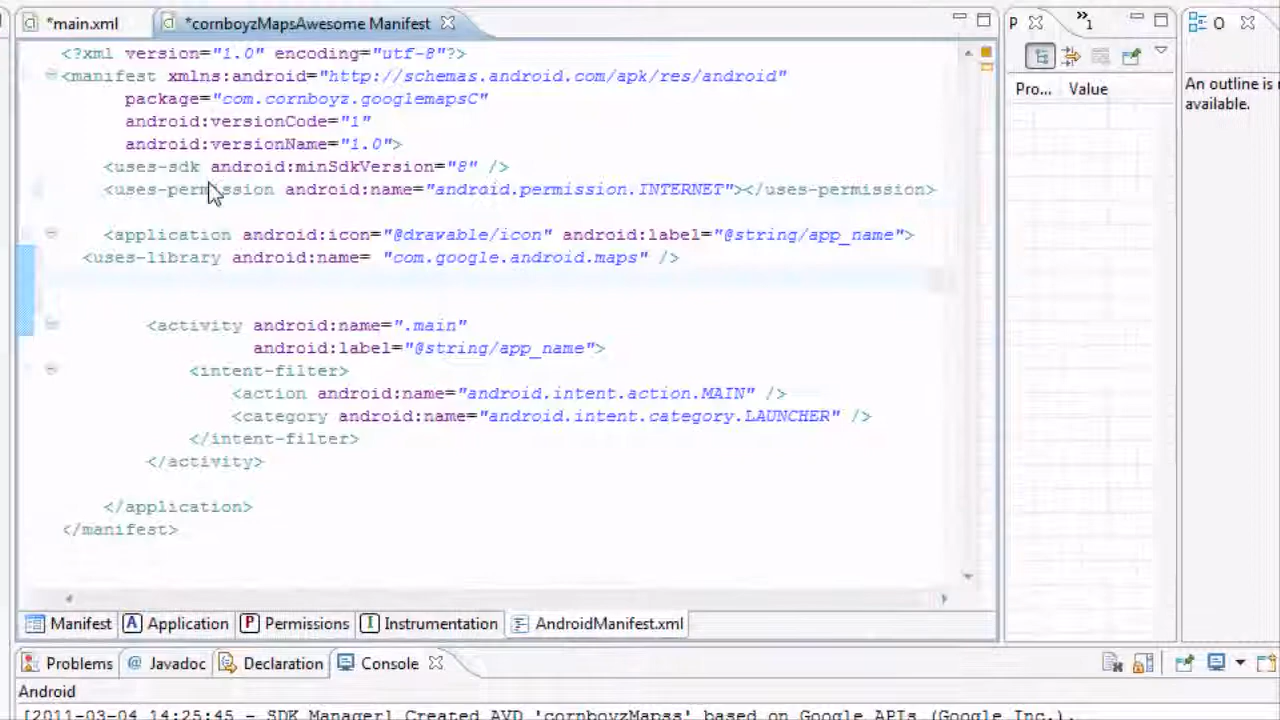 *main.xml
*cornboyzMapsAwesome Manifest
<?xml version="1.0" encoding="utf-8"?>
<manifest xmlns:android="http://schemas.android.com/apk/res/android"
package="com.cornboyz.googlemapsC"
android:versionCode="1"
android:versionName="1.0">
<uses-sdk android:minSdkVersion="8" />
<uses-permission android:name="android.permission.INTERNET"></uses-permission>
<application android:icon="@drawable/icon" android:label="@string/app_name">
<uses-library android:name= "com.google.android.maps" />
<activity android:name=".main"
android:label="@string/app_name">
<intent-filter>
<action android:name="android.intent.action.MAIN" />
<category android:name="android.intent.category.LAUNCHER" />
</intent-filter>
</activity>
</application>
</manifest>
Manifest
Application
Permissions
Instrumentation
AndroidManifest.xml
P
»1
Pro... Value
O
An outline is
available.
Problems
Javadoc
Declaration
Console
Android
[2011-03-04 14:25:45 - SDK Manager] Created AVD 'cornboyzMapss' based on Google APIs (Google Inc.),